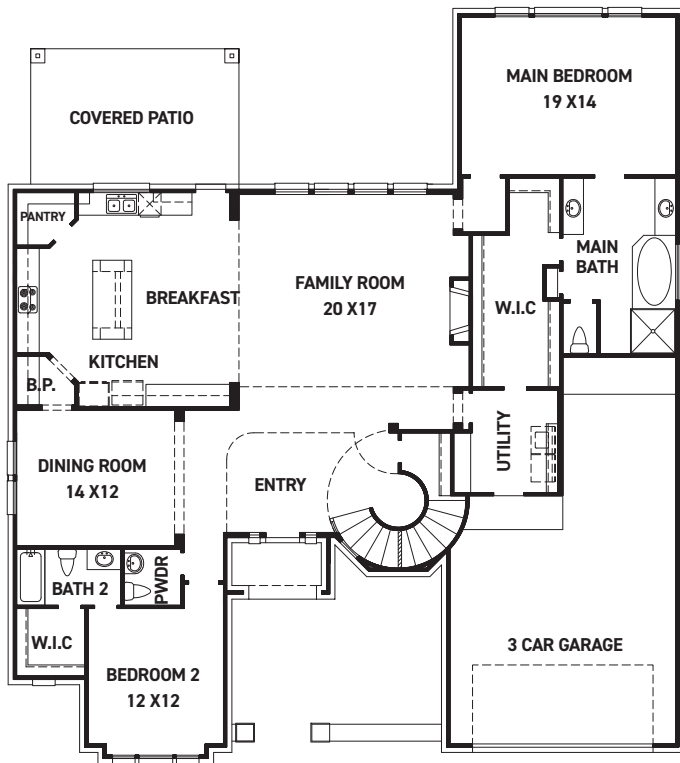 MAIN BEDROOM
19 X14
COVERED PATIO
PANTRY
MAIN
BATH
BREAKFAST
FAMILY ROOM
20 X17
W.I.C
KITCHEN
B.P.
UTILITY
DINING ROOM
14 X12
ENTRY
BATH 2
PWDR
W.I.C
BEDROOM 2
12 X12
3 CAR GARAGE